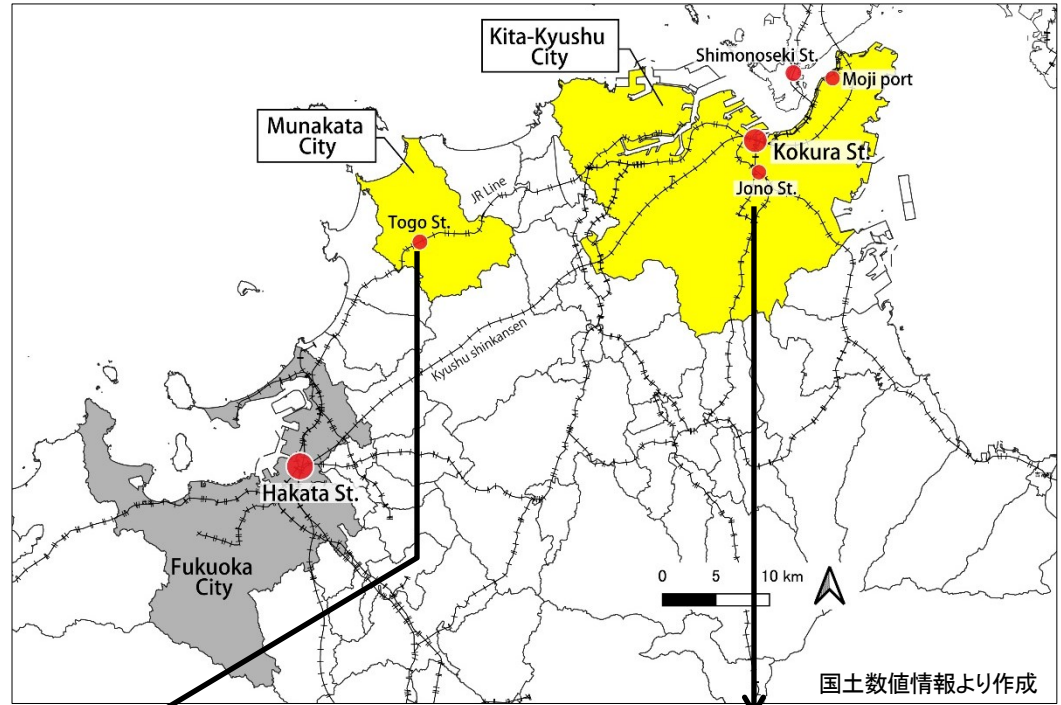 Kita-Kyushu
City
Shimonoseki St.
Moji port
Munakata
City
Kokura St.
JR Line
Jono St.
Togo St.
Kyushu shinkansen
Hakata St.
Fukuoka
City
0 5 10 km
国土数値情報より作成